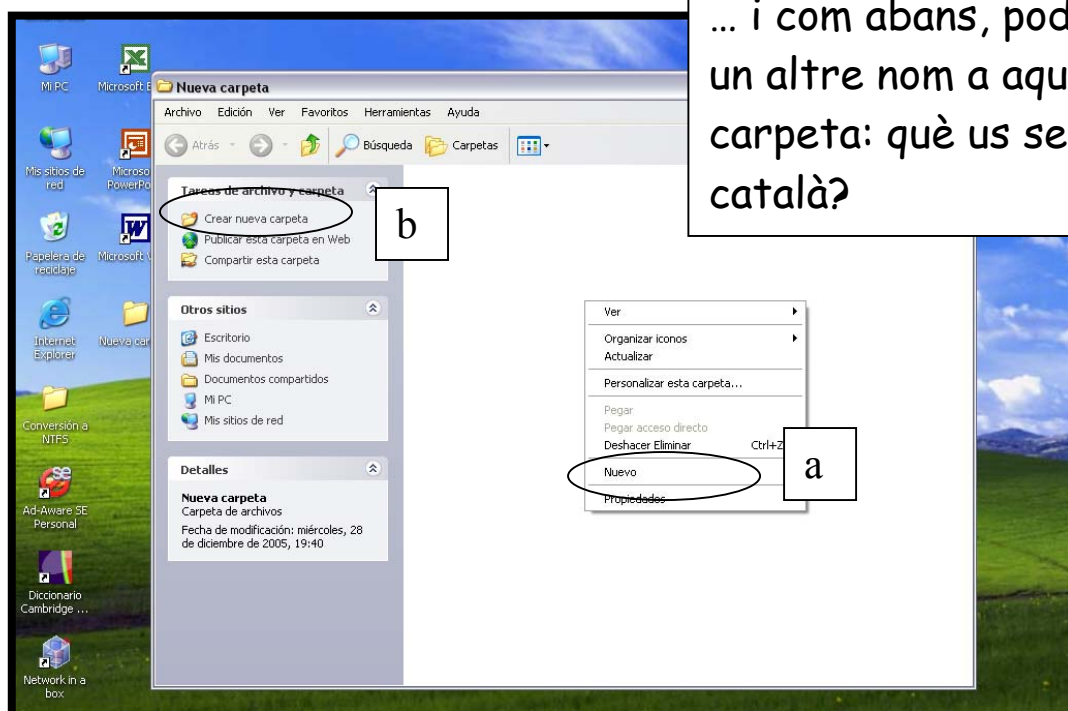 … i com abans, pod
un altre nom a aqu
carpeta: què us se
català?
Mi PC
Microsoft E
Mis sitios de
red
Microso
PowerPo
Papelera de
reciclaje
Microsoft V
Internet
Explorer
Nueva car
Conversión a
NTFS
Ad-Aware SE
Personal
Diccionario
Cambridge ...
Network in a
box
Nueva carpeta
Archivo Edición Ver Favoritos Herramientas Ayuda
Atrás Búsqueda Carpetas
Tareas de archivo y carpeta
Crear nueva carpeta
Publicar esta carpeta en Web
Compartir esta carpeta
b
Otros sitios
Escritorio
Mis documentos
Documentos compartidos
Mi PC
Mis sitios de red
Detalles
Nueva carpeta
Carpeta de archivos
Fecha de modificación: miércoles, 28
de diciembre de 2005, 19:40
Ver
Organizar iconos
Actualizar
Personalizar esta carpeta...
Pegar
Pegar acceso directo
Deshacer Eliminar Ctrl+Z
Nuevo
Propiedades
a